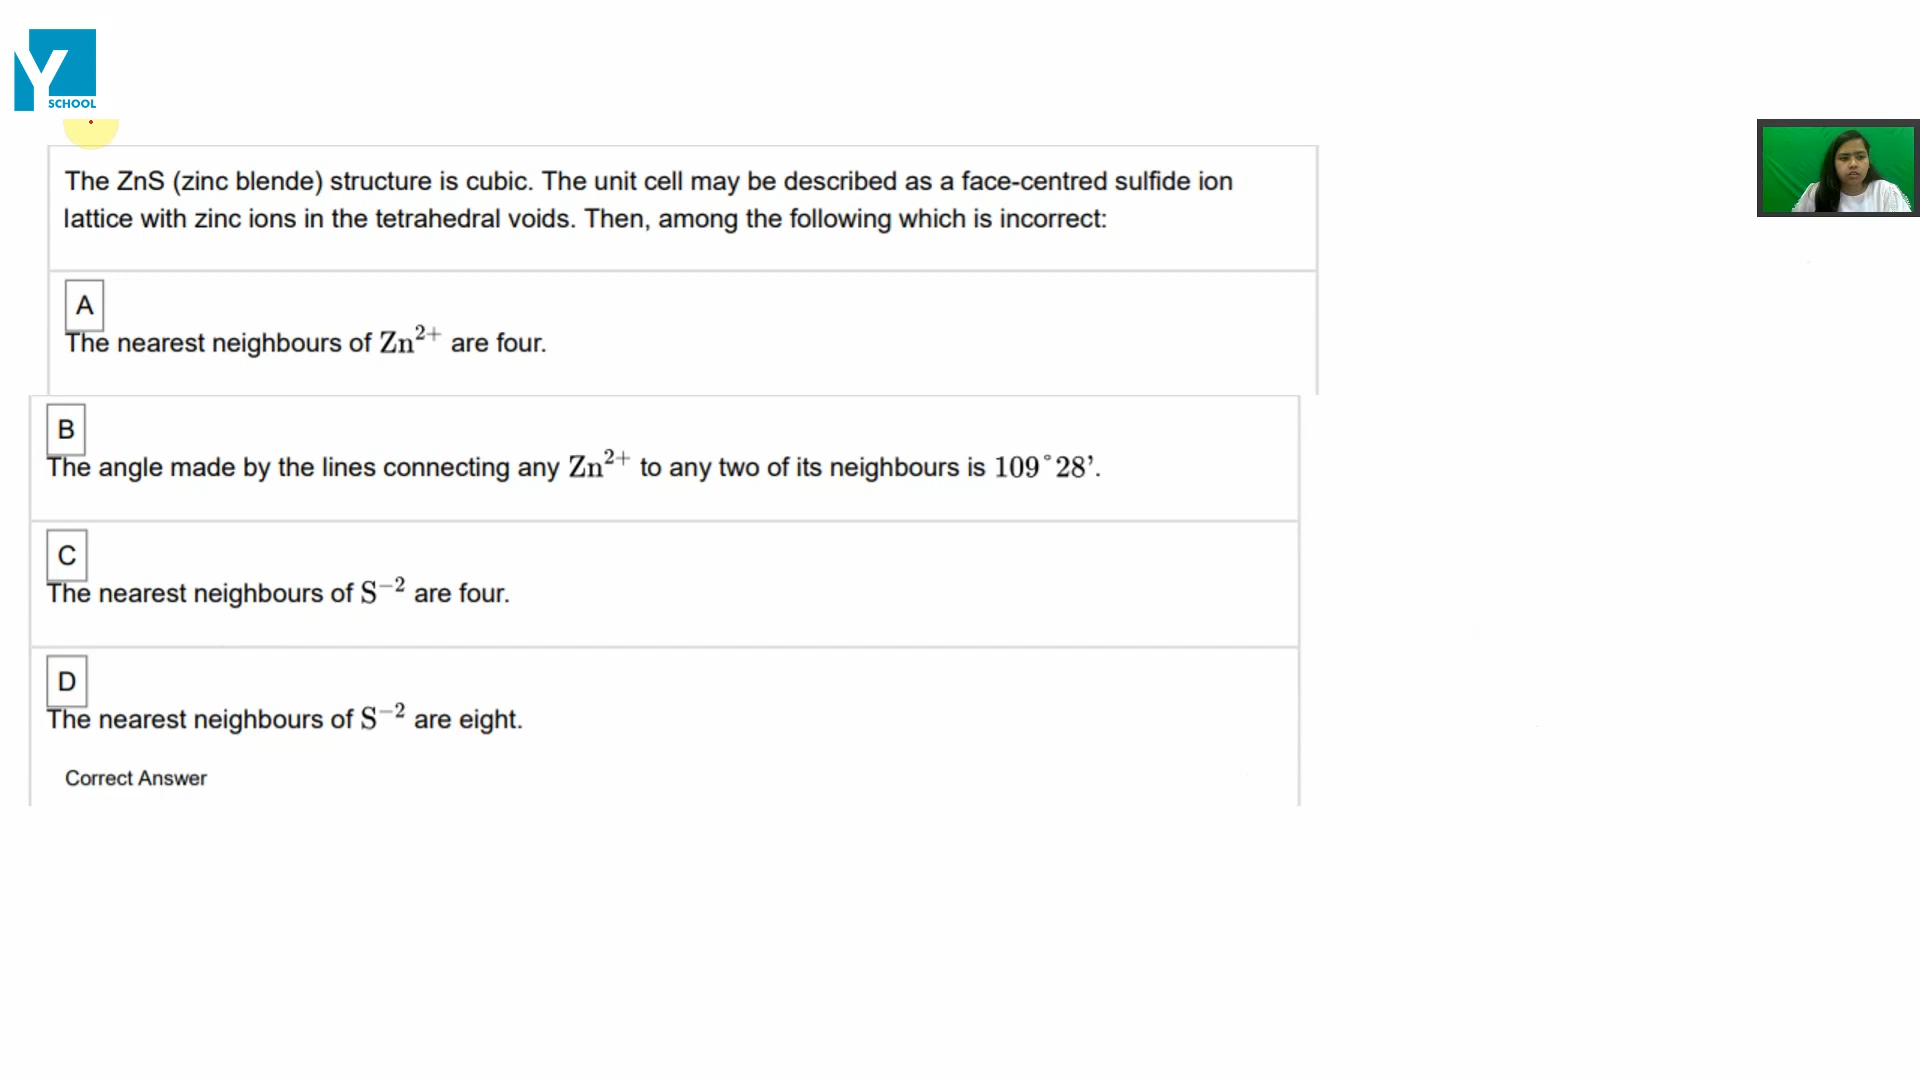 Y
SCHOOL
The ZnS (zinc blende) structure is cubic. The unit cell may be described as a face-centred sulfide ion
lattice with zinc ions in the tetrahedral voids. Then, among the following which is incorrect:
A
The nearest neighbours of Zn²⁺ are four.
B
The angle made by the lines connecting any Zn²⁺ to any two of its neighbours is 109°28’.
C
The nearest neighbours of S⁻² are four.
D
The nearest neighbours of S⁻² are eight.
Correct Answer